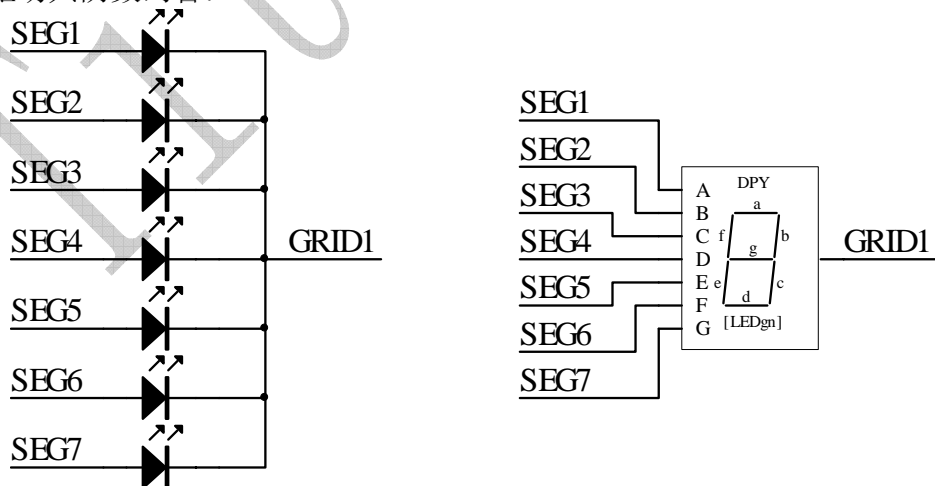 SEG1
SEG2
SEG3
SEG4
SEG5
SEG6
SEG7
GRID1
SEG1
SEG2
SEG3
SEG4
SEG5
SEG6
SEG7
DPY
A
B
C
D
E
F
G
a
f
b
g
e
c
d
[LEDgn]
GRID1